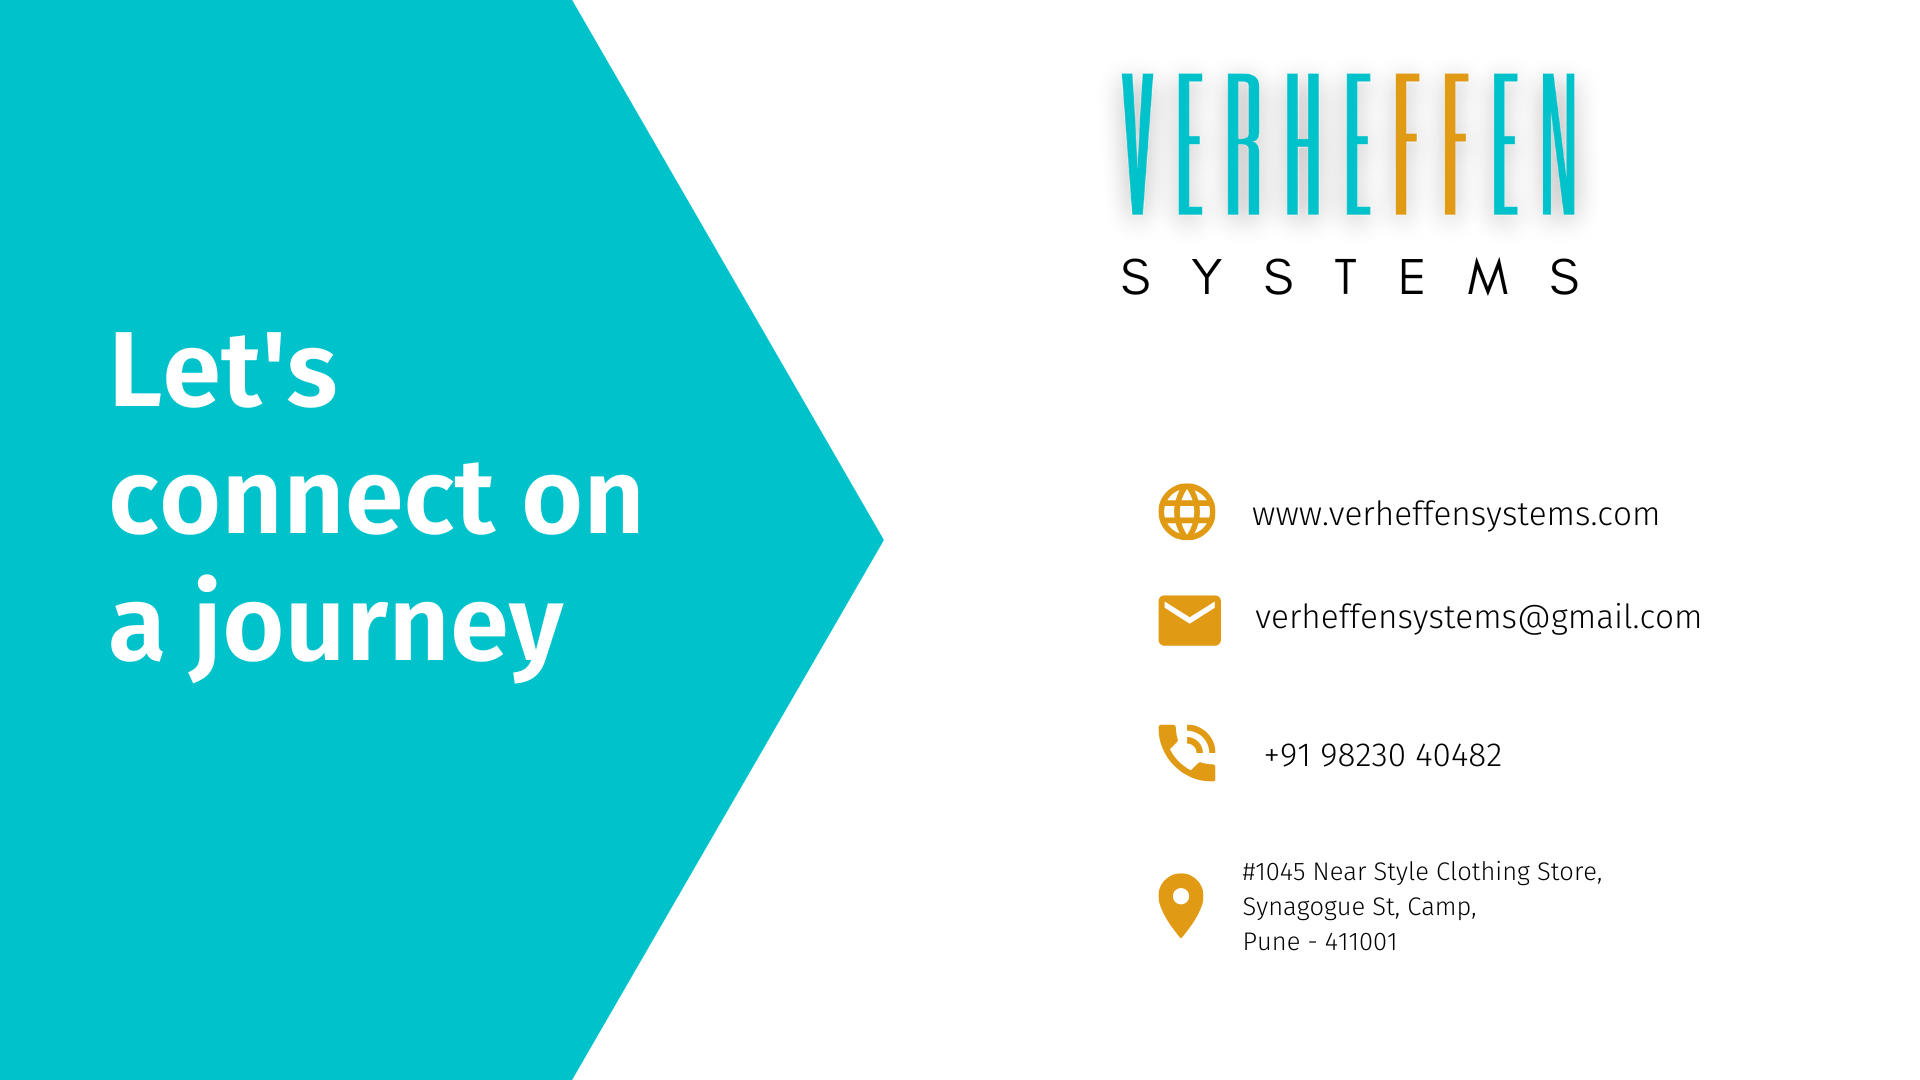 Let's
connect on
a journey
VERHEFFEN
SYSTEMS
www.verheffensystems.com
verheffensystems@gmail.com
+91 98230 40482
#1045 Near Style Clothing Store,
Synagogue St, Camp,
Pune - 411001